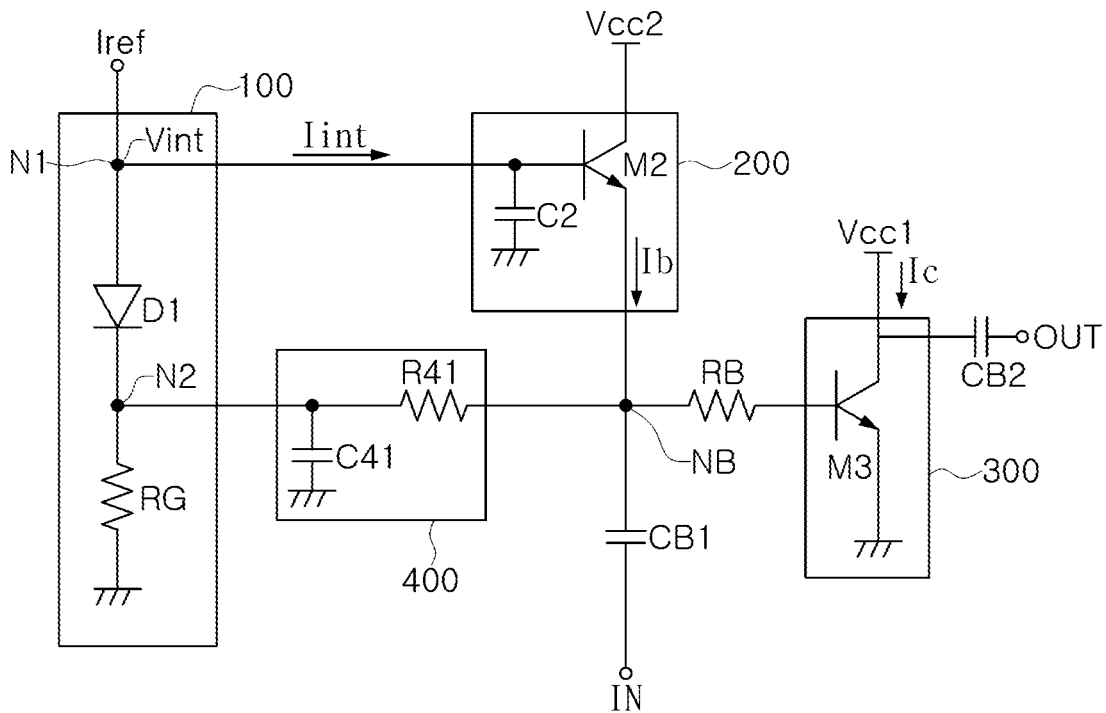 Vcc2
Iref
100
Vint
Iint
N1
M2
200
C2
Vcc1
Ib
Ic
D1
OUT
N2
R41
RB
CB2
C41
NB
M3
300
RG
CB1
400
IN